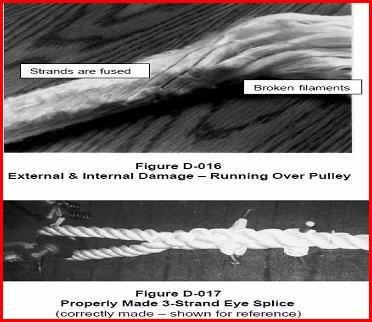 Strands are fused
Broken filaments
Figure D-016
External & Internal Damage – Running Over Pulley
Figure D-017
Properly Made 3-Strand Eye Splice
(correctly made – shown for reference)